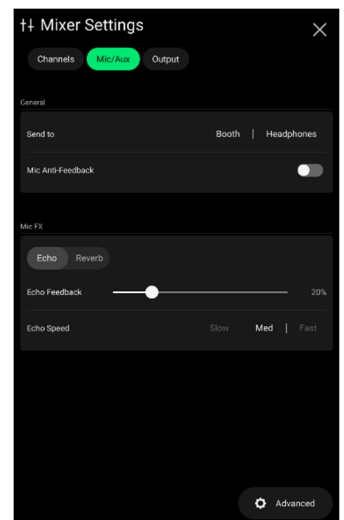 Mixer Settings
Channels Mic/Aux Output
General
Send to Booth | Headphones
Mic Anti-Feedback
Mic FX
Echo Reverb
Echo Feedback 20%
Echo Speed Slow Med | Fast
Advanced